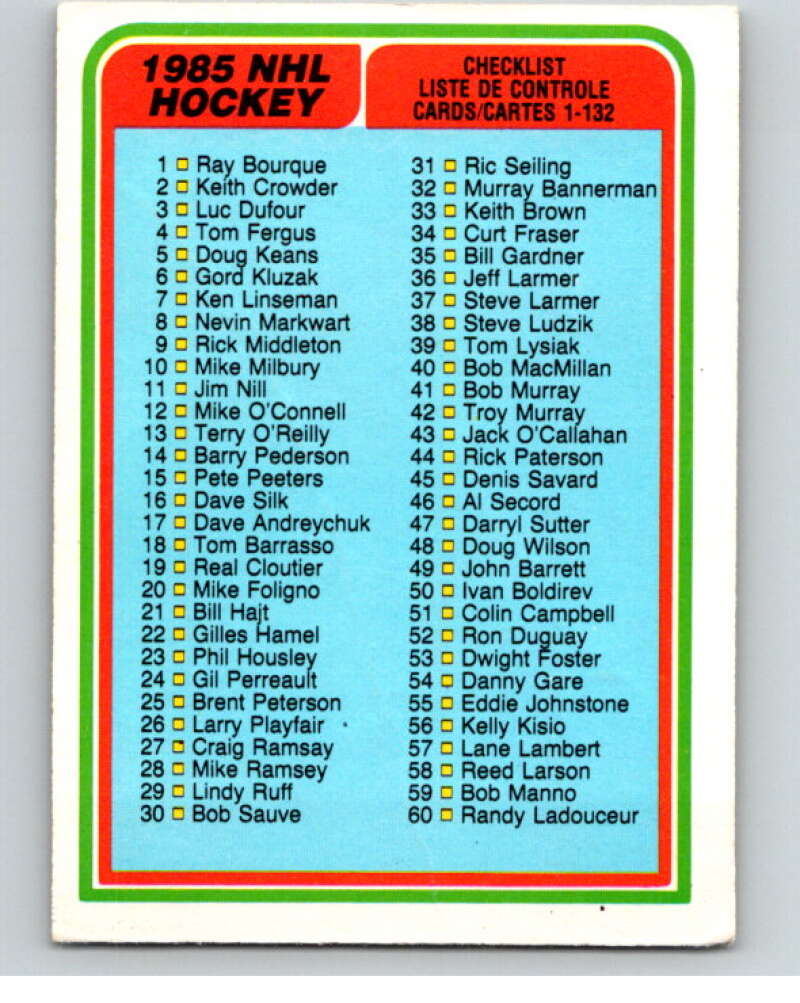 1985 NHL
HOCKEY
CHECKLIST
LISTE DE CONTROLE
CARDS/CARTES 1-132
1 Ray Bourque
2 Keith Crowder
3 Luc Dufour
4 Tom Fergus
5 Doug Keans
6 Gord Kluzak
7 Ken Linseman
8 Nevin Markwart
9 Rick Middleton
10 Mike Milbury
11 Jim Nill
12 Mike O'Connell
13 Terry O'Reilly
14 Barry Pederson
15 Pete Peeters
16 Dave Silk
17 Dave Andreychuk
18 Tom Barrasso
19 Real Cloutier
20 Mike Foligno
21 Bill Hajt
22 Gilles Hamel
23 Phil Housley
24 Gil Perreault
25 Brent Peterson
26 Larry Playfair
27 Craig Ramsay
28 Mike Ramsey
29 Lindy Ruff
30 Bob Sauve
31 Ric Seiling
32 Murray Bannerman
33 Keith Brown
34 Curt Fraser
35 Bill Gardner
36 Jeff Larmer
37 Steve Larmer
38 Steve Ludzik
39 Tom Lysiak
40 Bob MacMillan
41 Bob Murray
42 Troy Murray
43 Jack O'Callahan
44 Rick Paterson
45 Denis Savard
46 Al Secord
47 Darryl Sutter
48 Doug Wilson
49 John Barrett
50 Ivan Boldirev
51 Colin Campbell
52 Ron Duguay
53 Dwight Foster
54 Danny Gare
55 Eddie Johnstone
56 Kelly Kisio
57 Lane Lambert
58 Reed Larson
59 Bob Manno
60 Randy Ladouceur